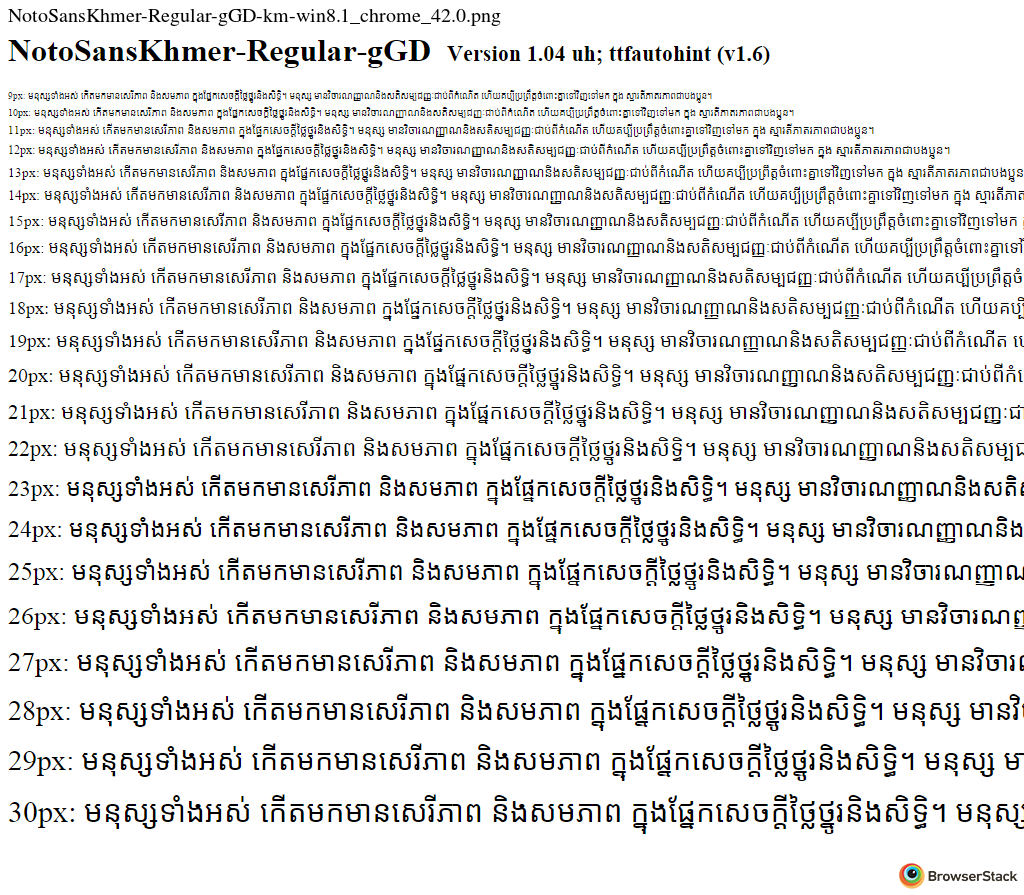 NotoSansKhmer-Regular-gGD-km-win8.1_chrome_42.0.png
NotoSansKhmer-Regular-gGD Version 1.04 uh; ttfautohint (v1.6)
9px: មនុស្សទាំងអស់ កើតមកមានសេរីភាព និងសមភាព ក្នុងផ្នែកសេចក្ដីថ្លៃថ្នូរនិងសិទ្ធិ។ មនុស្ស មានវិចារណញ្ញាណនិងសតិសម្បជញ្ញៈជាប់ពីកំណើត ហើយគប្បីប្រព្រឹត្តចំពោះគ្នាទៅវិញទៅមក ក្នុង ស្មារតីភាតរភាពជាបងប្អូន។
10px: មនុស្សទាំងអស់ កើតមកមានសេរីភាព និងសមភាព ក្នុងផ្នែកសេចក្ដីថ្លៃថ្នូរនិងសិទ្ធិ។ មនុស្ស មានវិចារណញ្ញាណនិងសតិសម្បជញ្ញៈជាប់ពីកំណើត ហើយគប្បីប្រព្រឹត្តចំពោះគ្នាទៅវិញទៅមក ក្នុង ស្មារតីភាតរភាពជាបងប្អូន។
11px: មនុស្សទាំងអស់ កើតមកមានសេរីភាព និងសមភាព ក្នុងផ្នែកសេចក្ដីថ្លៃថ្នូរនិងសិទ្ធិ។ មនុស្ស មានវិចារណញ្ញាណនិងសតិសម្បជញ្ញៈជាប់ពីកំណើត ហើយគប្បីប្រព្រឹត្តចំពោះគ្នាទៅវិញទៅមក ក្នុង ស្មារតីភាតរភាពជាបងប្អូន។
12px: មនុស្សទាំងអស់ កើតមកមានសេរីភាព និងសមភាព ក្នុងផ្នែកសេចក្ដីថ្លៃថ្នូរនិងសិទ្ធិ។ មនុស្ស មានវិចារណញ្ញាណនិងសតិសម្បជញ្ញៈជាប់ពីកំណើត ហើយគប្បីប្រព្រឹត្តចំពោះគ្នាទៅវិញទៅមក ក្នុង ស្មារតីភាតរភាពជាបងប្អូន។
13px: មនុស្សទាំងអស់ កើតមកមានសេរីភាព និងសមភាព ក្នុងផ្នែកសេចក្ដីថ្លៃថ្នូរនិងសិទ្ធិ។ មនុស្ស មានវិចារណញ្ញាណនិងសតិសម្បជញ្ញៈជាប់ពីកំណើត ហើយគប្បីប្រព្រឹត្តចំពោះគ្នាទៅវិញទៅមក ក្នុង ស្មារតីភាតរភាពជាបងប្អូន
14px: មនុស្សទាំងអស់ កើតមកមានសេរីភាព និងសមភាព ក្នុងផ្នែកសេចក្ដីថ្លៃថ្នូរនិងសិទ្ធិ។ មនុស្ស មានវិចារណញ្ញាណនិងសតិសម្បជញ្ញៈជាប់ពីកំណើត ហើយគប្បីប្រព្រឹត្តចំពោះគ្នាទៅវិញទៅមក ក្នុង ស្មារតីភាត
15px: មនុស្សទាំងអស់ កើតមកមានសេរីភាព និងសមភាព ក្នុងផ្នែកសេចក្ដីថ្លៃថ្នូរនិងសិទ្ធិ។ មនុស្ស មានវិចារណញ្ញាណនិងសតិសម្បជញ្ញៈជាប់ពីកំណើត ហើយគប្បីប្រព្រឹត្តចំពោះគ្នាទៅវិញទៅមក
16px: មនុស្សទាំងអស់ កើតមកមានសេរីភាព និងសមភាព ក្នុងផ្នែកសេចក្ដីថ្លៃថ្នូរនិងសិទ្ធិ។ មនុស្ស មានវិចារណញ្ញាណនិងសតិសម្បជញ្ញៈជាប់ពីកំណើត ហើយគប្បីប្រព្រឹត្តចំពោះគ្នាទៅ
17px: មនុស្សទាំងអស់ កើតមកមានសេរីភាព និងសមភាព ក្នុងផ្នែកសេចក្ដីថ្លៃថ្នូរនិងសិទ្ធិ។ មនុស្ស មានវិចារណញ្ញាណនិងសតិសម្បជញ្ញៈជាប់ពីកំណើត ហើយគប្បីប្រព្រឹត្តចំ
18px: មនុស្សទាំងអស់ កើតមកមានសេរីភាព និងសមភាព ក្នុងផ្នែកសេចក្ដីថ្លៃថ្នូរនិងសិទ្ធិ។ មនុស្ស មានវិចារណញ្ញាណនិងសតិសម្បជញ្ញៈជាប់ពីកំណើត ហើយគប្បី
19px: មនុស្សទាំងអស់ កើតមកមានសេរីភាព និងសមភាព ក្នុងផ្នែកសេចក្ដីថ្លៃថ្នូរនិងសិទ្ធិ។ មនុស្ស មានវិចារណញ្ញាណនិងសតិសម្បជញ្ញៈជាប់ពីកំណើត
20px: មនុស្សទាំងអស់ កើតមកមានសេរីភាព និងសមភាព ក្នុងផ្នែកសេចក្ដីថ្លៃថ្នូរនិងសិទ្ធិ។ មនុស្ស មានវិចារណញ្ញាណនិងសតិសម្បជញ្ញៈជាប់ពីកំ
21px: មនុស្សទាំងអស់ កើតមកមានសេរីភាព និងសមភាព ក្នុងផ្នែកសេចក្ដីថ្លៃថ្នូរនិងសិទ្ធិ។ មនុស្ស មានវិចារណញ្ញាណនិងសតិសម្បជញ្ញៈជា
22px: មនុស្សទាំងអស់ កើតមកមានសេរីភាព និងសមភាព ក្នុងផ្នែកសេចក្ដីថ្លៃថ្នូរនិងសិទ្ធិ។ មនុស្ស មានវិចារណញ្ញាណនិងសតិសម្បជ
23px: មនុស្សទាំងអស់ កើតមកមានសេរីភាព និងសមភាព ក្នុងផ្នែកសេចក្ដីថ្លៃថ្នូរនិងសិទ្ធិ។ មនុស្ស មានវិចារណញ្ញាណនិងសតិស
24px: មនុស្សទាំងអស់ កើតមកមានសេរីភាព និងសមភាព ក្នុងផ្នែកសេចក្ដីថ្លៃថ្នូរនិងសិទ្ធិ។ មនុស្ស មានវិចារណញ្ញាណនិង
25px: មនុស្សទាំងអស់ កើតមកមានសេរីភាព និងសមភាព ក្នុងផ្នែកសេចក្ដីថ្លៃថ្នូរនិងសិទ្ធិ។ មនុស្ស មានវិចារណញ្ញាណ
26px: មនុស្សទាំងអស់ កើតមកមានសេរីភាព និងសមភាព ក្នុងផ្នែកសេចក្ដីថ្លៃថ្នូរនិងសិទ្ធិ។ មនុស្ស មានវិចារណញ្ញ
27px: មនុស្សទាំងអស់ កើតមកមានសេរីភាព និងសមភាព ក្នុងផ្នែកសេចក្ដីថ្លៃថ្នូរនិងសិទ្ធិ។ មនុស្ស មានវិចារ
28px: មនុស្សទាំងអស់ កើតមកមានសេរីភាព និងសមភាព ក្នុងផ្នែកសេចក្ដីថ្លៃថ្នូរនិងសិទ្ធិ។ មនុស្ស មានវិ
29px: មនុស្សទាំងអស់ កើតមកមានសេរីភាព និងសមភាព ក្នុងផ្នែកសេចក្ដីថ្លៃថ្នូរនិងសិទ្ធិ។ មនុស្ស មា
30px: មនុស្សទាំងអស់ កើតមកមានសេរីភាព និងសមភាព ក្នុងផ្នែកសេចក្ដីថ្លៃថ្នូរនិងសិទ្ធិ។ មនុស្ស
BrowserStack